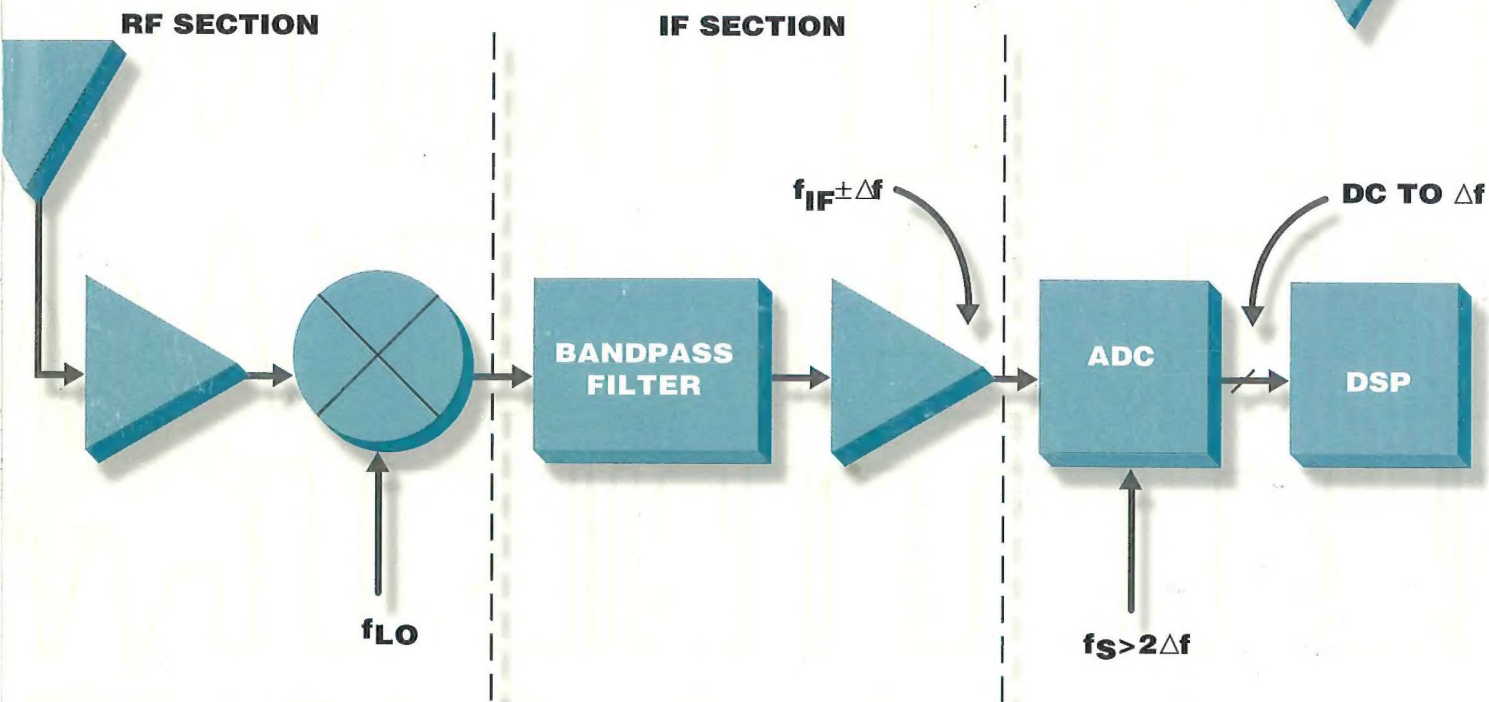 RF SECTION
IF SECTION
fIF±Δf
DC TO Δf
BANDPASS
FILTER
ADC
DSP
fLO
fS>2Δf